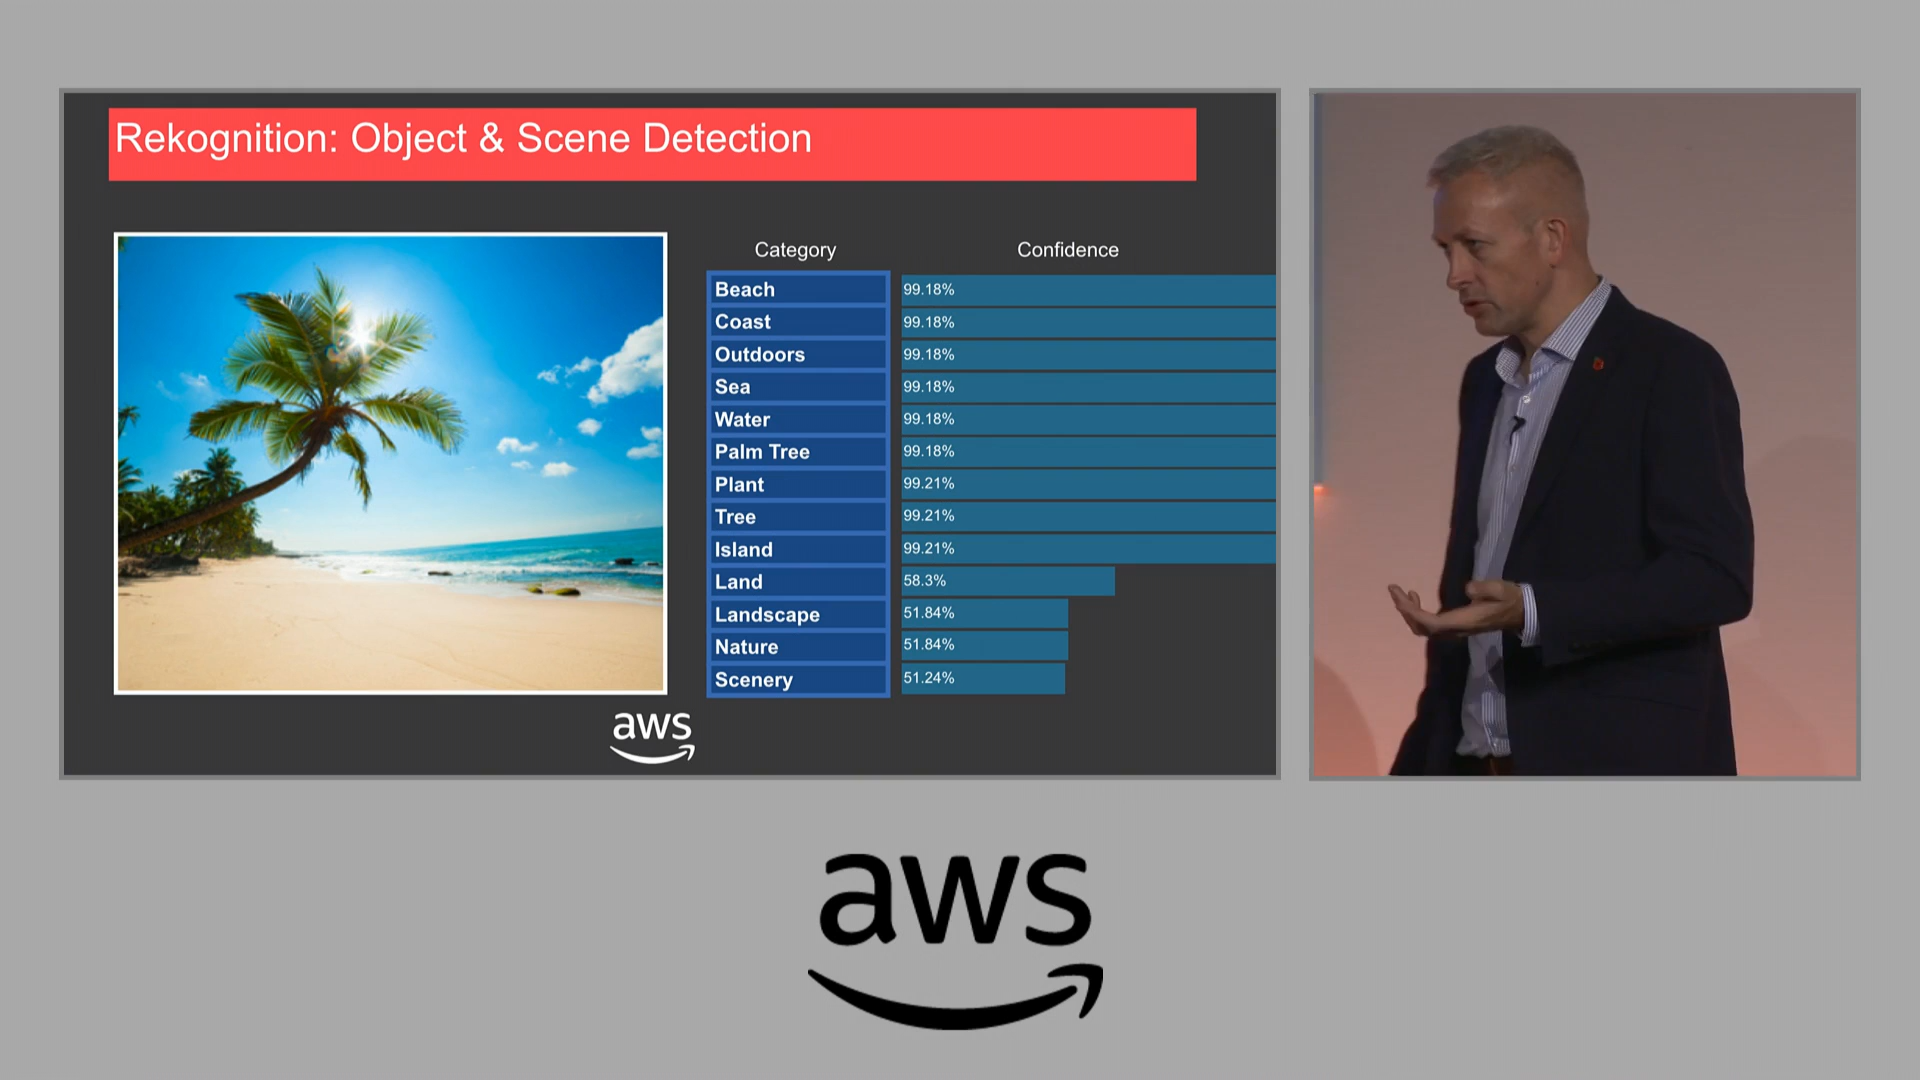 Rekognition: Object & Scene Detection
Category Confidence
Beach 99.18%
Coast 99.18%
Outdoors 99.18%
Sea 99.18%
Water 99.18%
Palm Tree 99.18%
Plant 99.21%
Tree 99.21%
Island 99.21%
Land 58.3%
Landscape 51.84%
Nature 51.84%
Scenery 51.24%
aws
aws